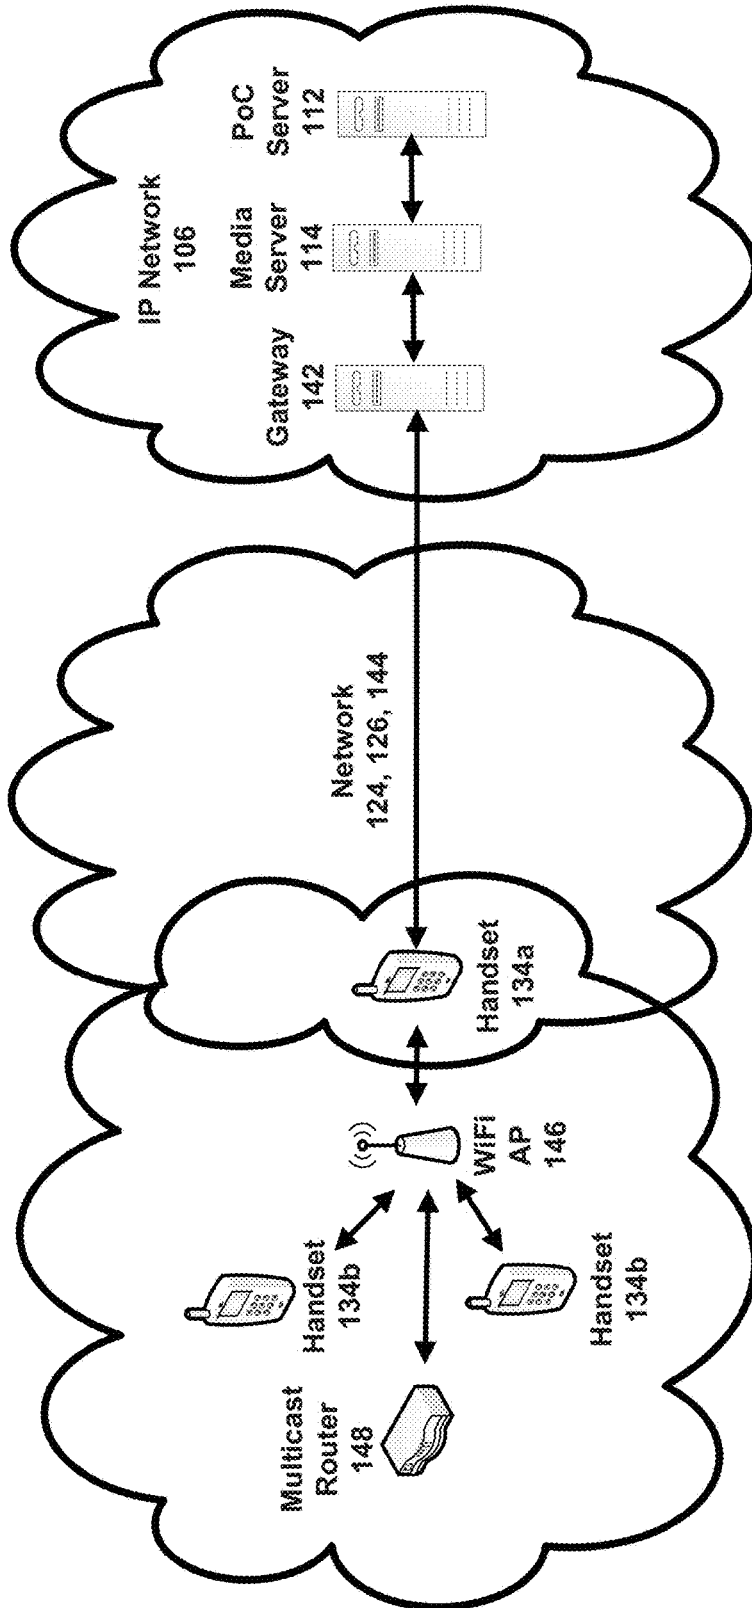 IP Network
106
PoC
Server
112
Media
Server
114
Gateway
142
Network
124, 126, 144
Handset
134a
WiFi
AP
146
Handset
134b
Handset
134b
Multicast
Router
148